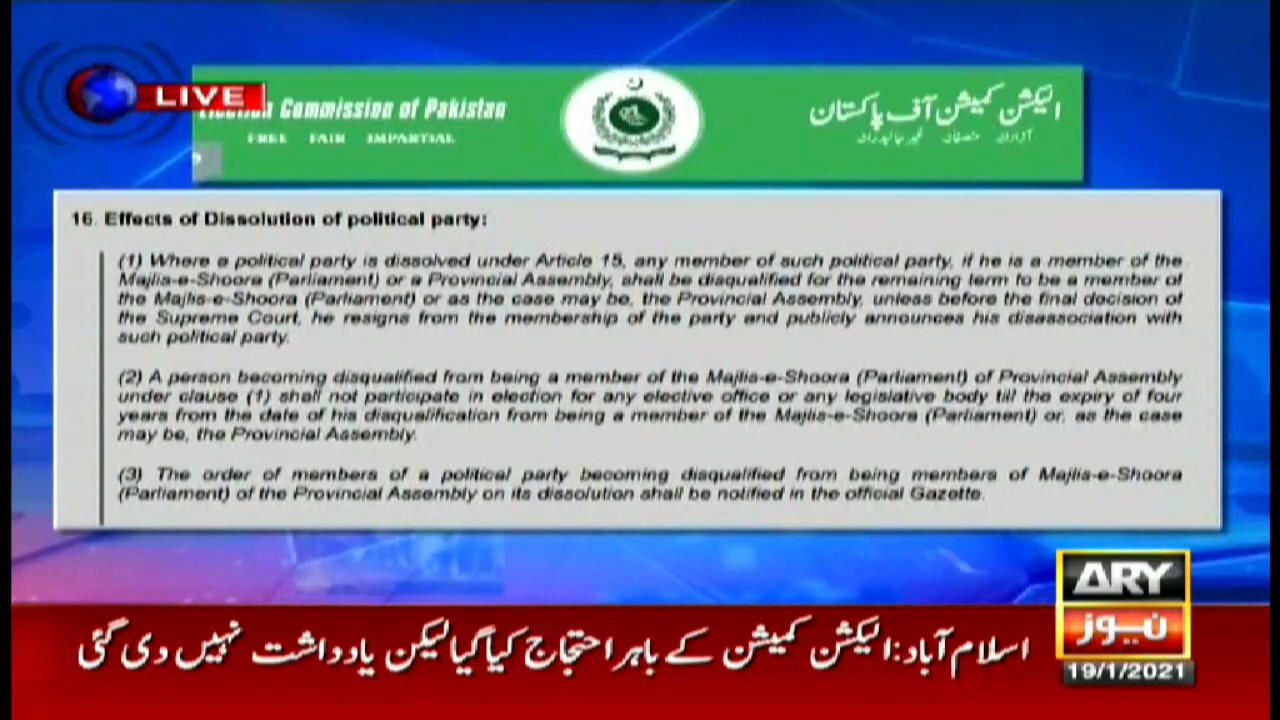 LIVE
Commission of Pakistan
FREE FAIR IMPARTIAL
الیکشن کمیشن آف پاکستان
16. Effects of Dissolution of political party:
(1) Where a political party is dissolved under Article 15, any member of such political party, if he is a member of the
Majlis-e-Shoora (Parliament) or a Provincial Assembly, shall be disqualified for the remaining term to be a member of
the Majlis-e-Shoora (Parliament) or as the case may be, the Provincial Assembly, unless before the final decision of
the Supreme Court, he resigns from the membership of the party and publicly announces his disassociation with
such political party.
(2) A person becoming disqualified from being a member of the Majlis-e-Shoora (Parliament) of Provincial Assembly
under clause (1) shall not participate in election for any elective office or any legislative body till the expiry of four
years from the date of his disqualification from being a member of the Majlis-e-Shoora (Parliament) or, as the case
may be, the Provincial Assembly.
(3) The order of members of a political party becoming disqualified from being members of Majlis-e-Shoora
(Parliament) of the Provincial Assembly on its dissolution shall be notified in the official Gazette.
ARY
نیوز
اسلام آباد: الیکشن کمیشن کے باہر احتجاج کیا گیا لیکن یادداشت نہیں دی گئی
19/1/2021